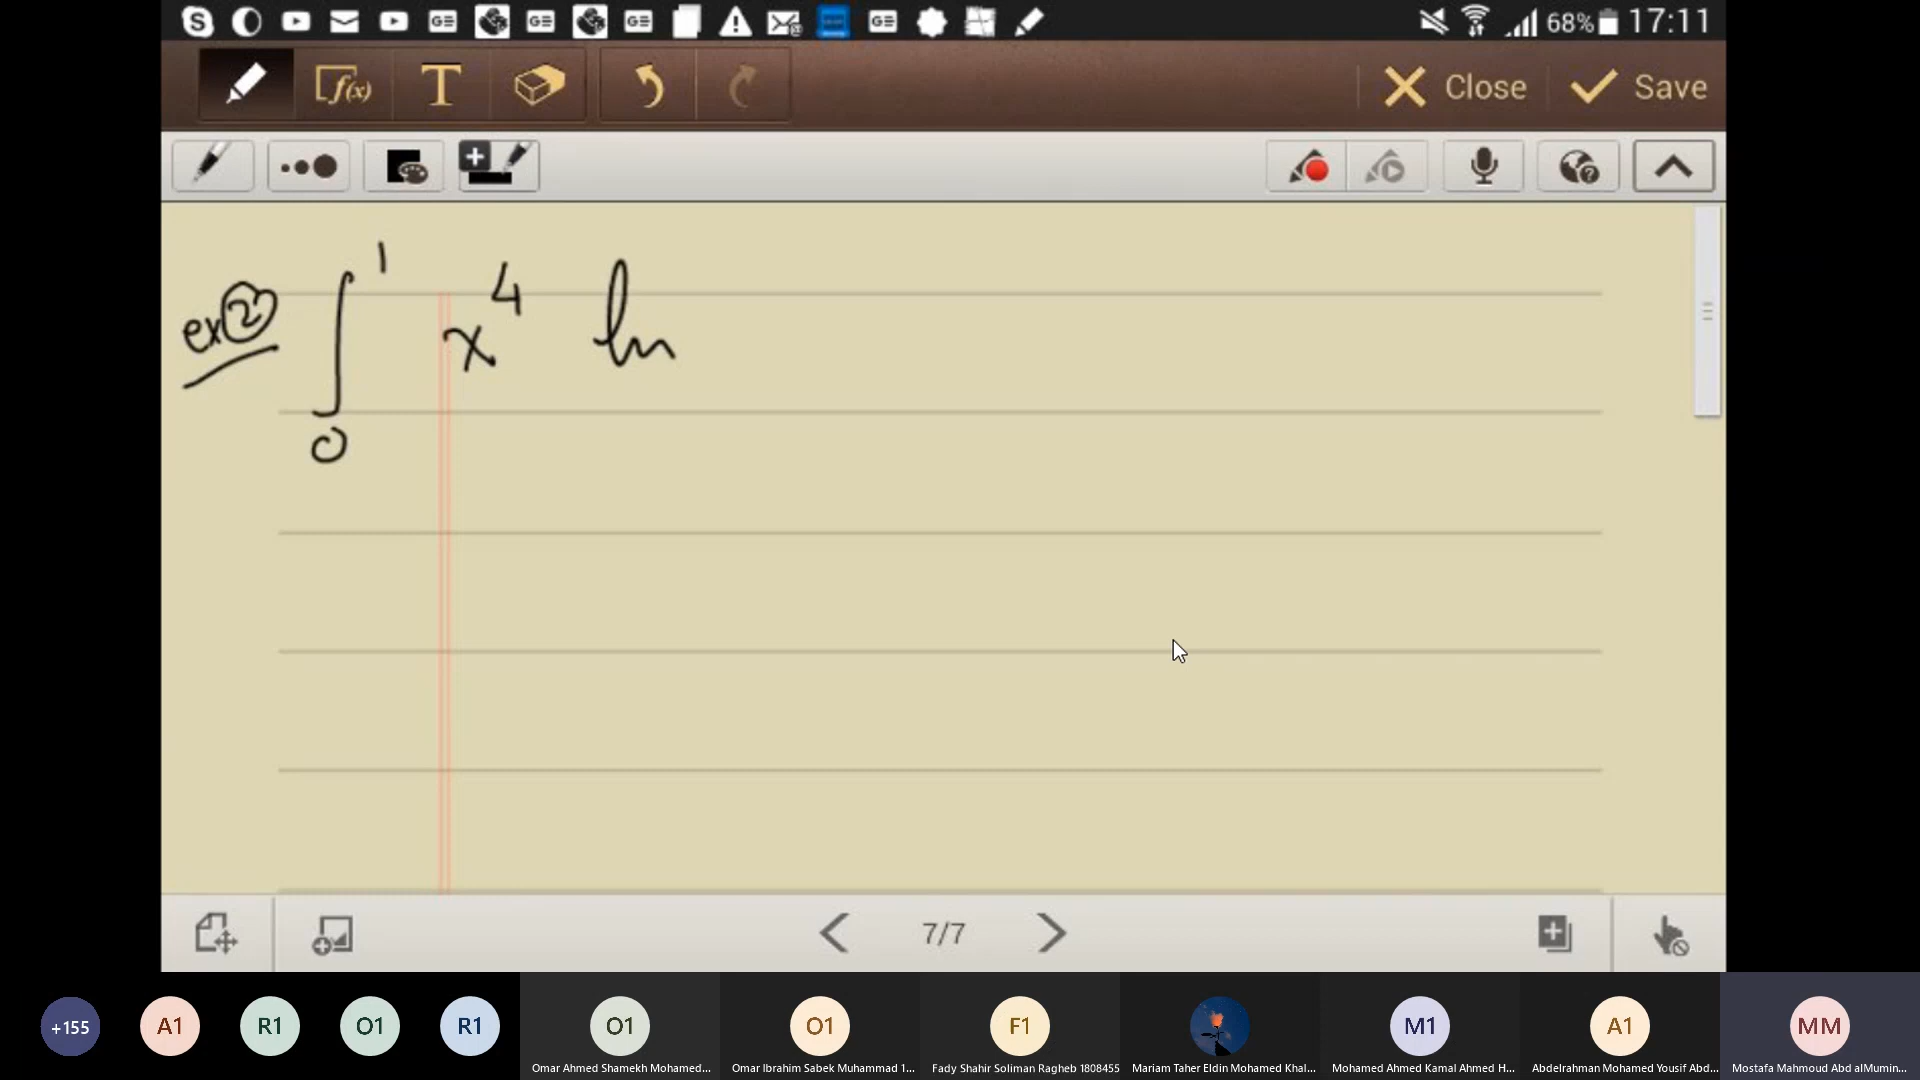 68% 17:11
f(x) T Close Save
ex② ∫₀¹ x⁴ ln
7/7
+155 A1 R1 O1 R1 O1 O1 F1 M1 A1 MM
Omar Ahmed Shamekh Mohamed... Omar Ibrahim Sabek Muhammad 1... Fady Shahir Soliman Ragheb 1808455 Mariam Taher Eldin Mohamed Khal... Mohamed Ahmed Kamal Ahmed H... Abdelrahman Mohamed Yousif Abd... Mostafa Mahmoud Abd alMumin...